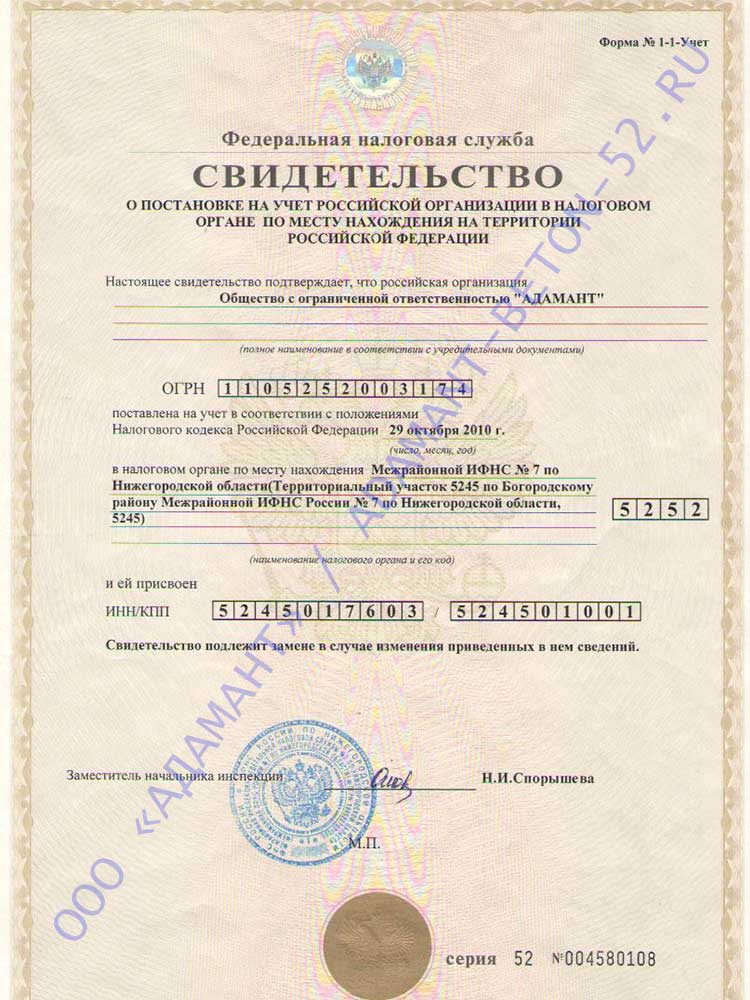 Форма № 1-1-Учет
Федеральная налоговая служба
СВИДЕТЕЛЬСТВО
О ПОСТАНОВКЕ НА УЧЕТ РОССИЙСКОЙ ОРГАНИЗАЦИИ В НАЛОГОВОМ
ОРГАНЕ ПО МЕСТУ НАХОЖДЕНИЯ НА ТЕРРИТОРИИ
РОССИЙСКОЙ ФЕДЕРАЦИИ
Настоящее свидетельство подтверждает, что российская организация
Общество с ограниченной ответственностью "АДАМАНТ"
(полное наименование в соответствии с учредительными документами)
ОГРН 1105252003174
поставлена на учет в соответствии с положениями
Налогового кодекса Российской Федерации 29 октября 2010 г.
(число, месяц, год)
в налоговом органе по месту нахождения Межрайонной ИФНС № 7 по
Нижегородской области(Территориальный участок 5245 по Богородскому
району Межрайонной ИФНС России № 7 по Нижегородской области,
5245)
5252
(наименование налогового органа и его код)
и ей присвоен
ИНН/КПП 5245017603 / 524501001
Свидетельство подлежит замене в случае изменения приведенных в нем сведений.
Заместитель начальника инспекции Н.И.Спорышева
М.П.
серия 52 №004580108
ООО «АДАМАНТ» / ADAMANT-BETON-52.RU